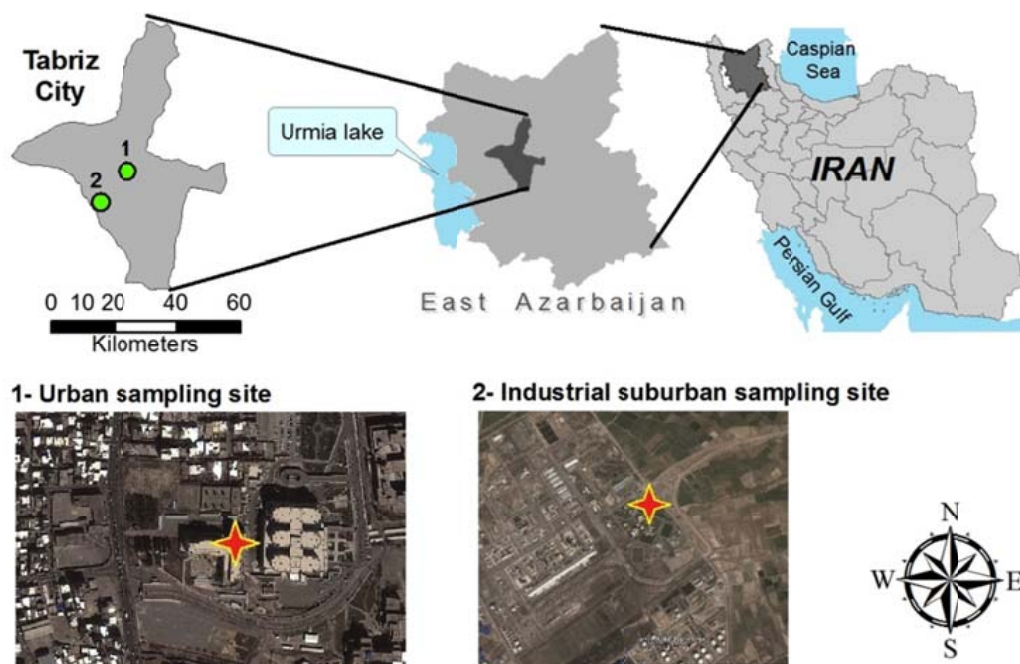 Tabriz
City
1
2
0 10 20 40 60
Kilometers
Urmia lake
East Azarbaijan
Caspian
Sea
IRAN
Persian Gulf
1- Urban sampling site
2- Industrial suburban sampling site
N
W E
S